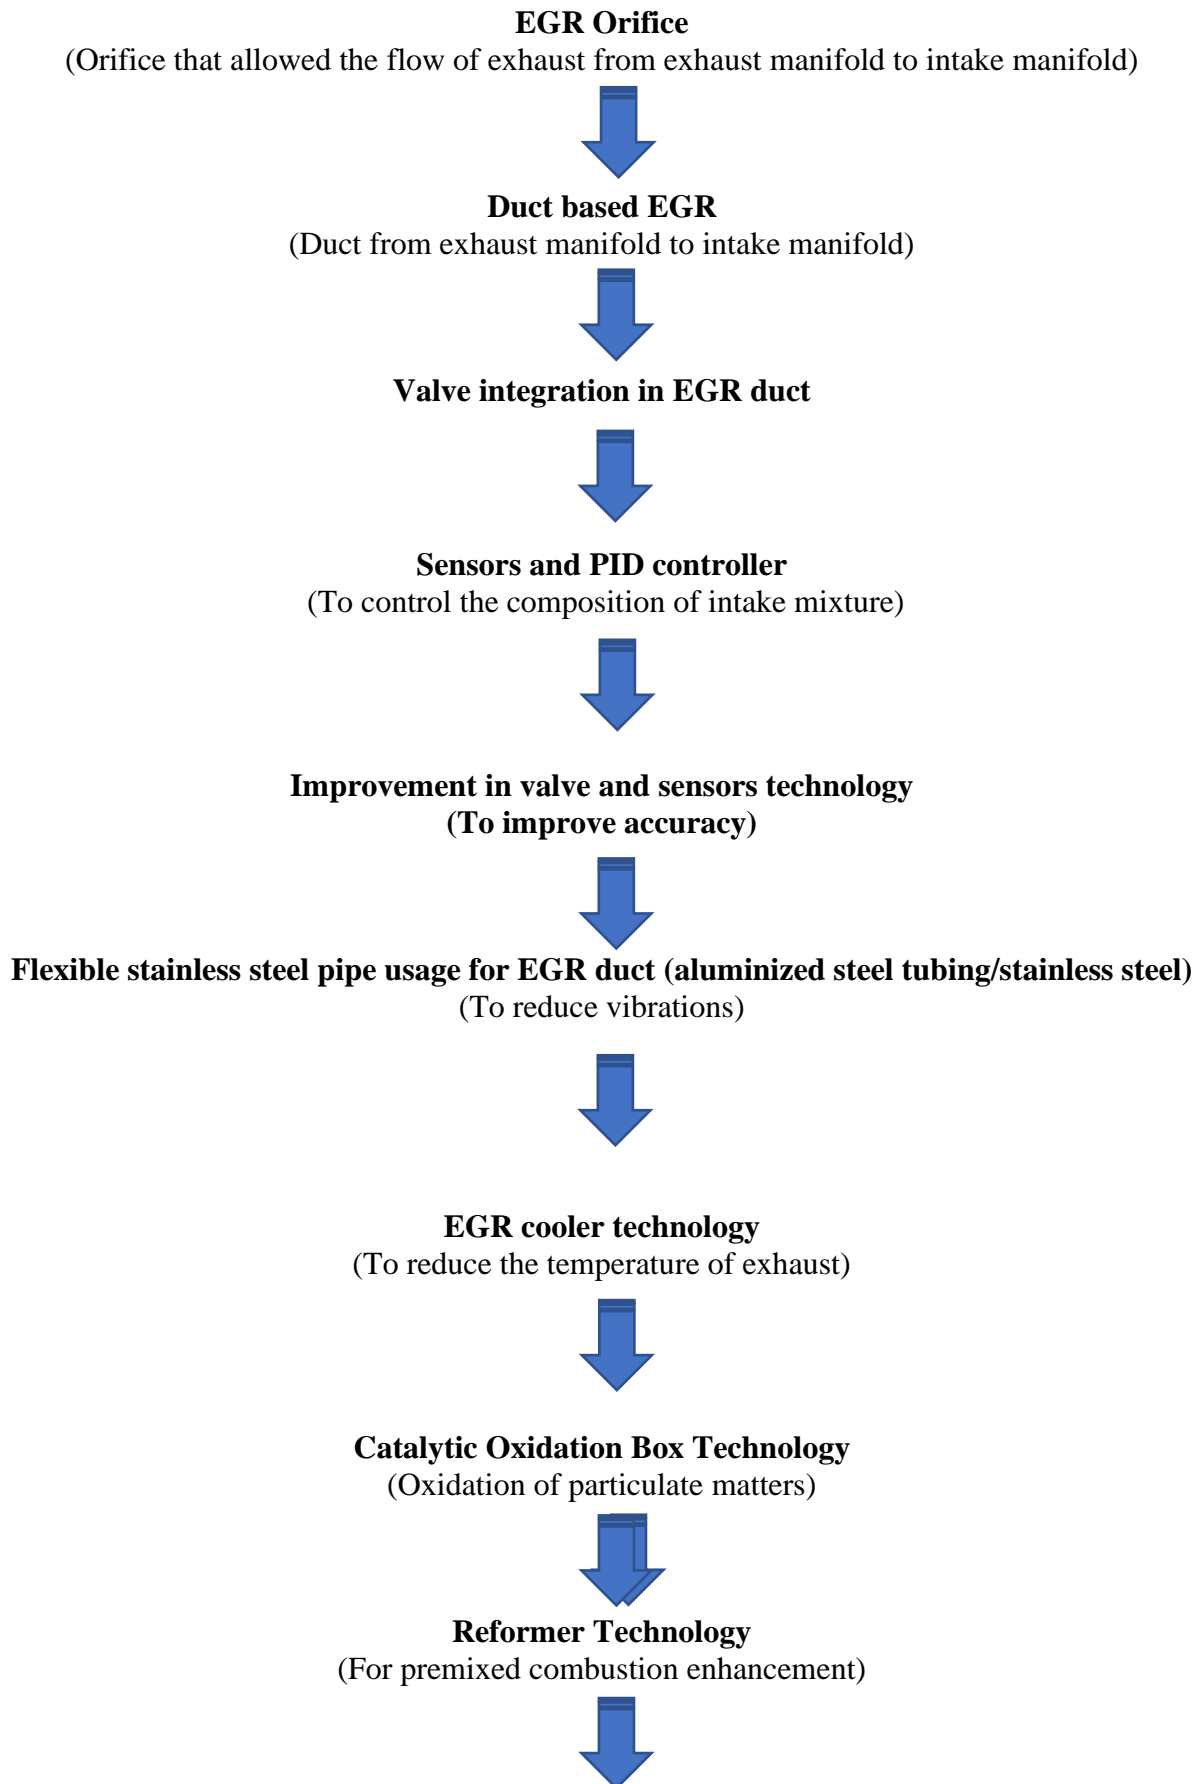 EGR Orifice
(Orifice that allowed the flow of exhaust from exhaust manifold to intake manifold)
Duct based EGR
(Duct from exhaust manifold to intake manifold)
Valve integration in EGR duct
Sensors and PID controller
(To control the composition of intake mixture)
Improvement in valve and sensors technology
(To improve accuracy)
Flexible stainless steel pipe usage for EGR duct (aluminized steel tubing/stainless steel)
(To reduce vibrations)
EGR cooler technology
(To reduce the temperature of exhaust)
Catalytic Oxidation Box Technology
(Oxidation of particulate matters)
Reformer Technology
(For premixed combustion enhancement)